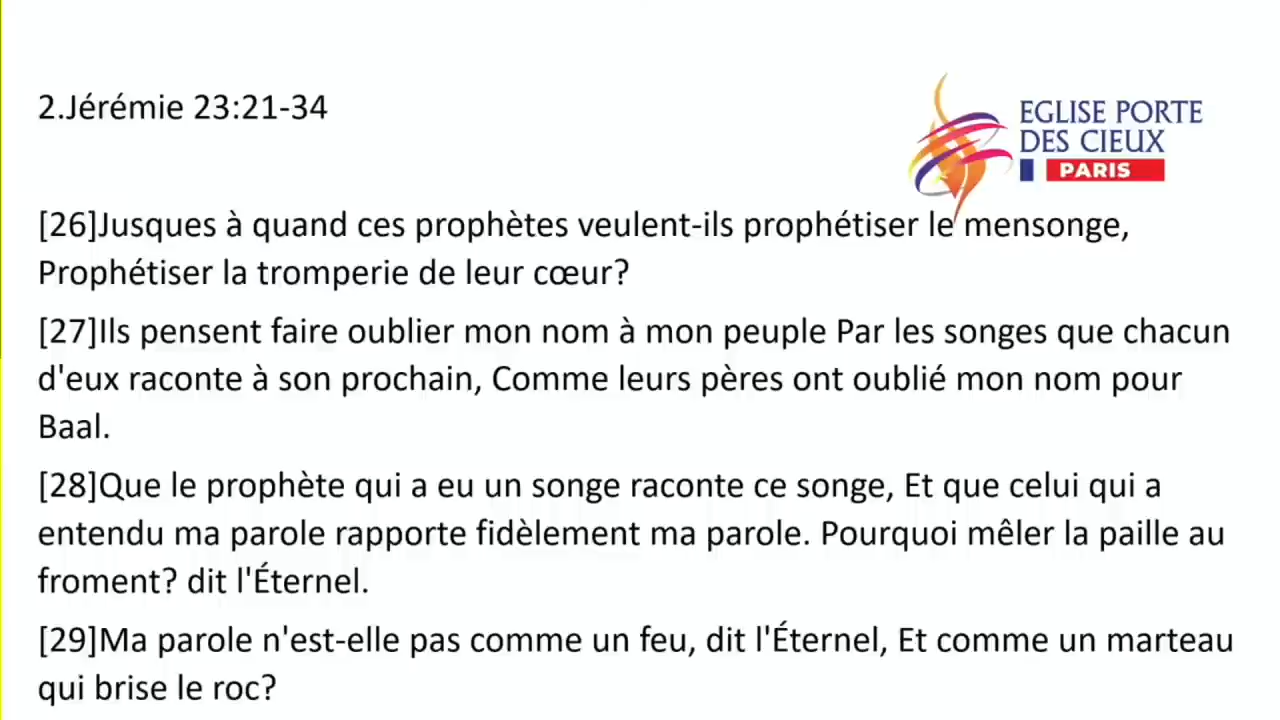 2.Jérémie 23:21-34
EGLISE PORTE
DES CIEUX
PARIS
[26]Jusques à quand ces prophètes veulent-ils prophétiser le mensonge,
Prophétiser la tromperie de leur cœur?
[27]Ils pensent faire oublier mon nom à mon peuple Par les songes que chacun
d'eux raconte à son prochain, Comme leurs pères ont oublié mon nom pour
Baal.
[28]Que le prophète qui a eu un songe raconte ce songe, Et que celui qui a
entendu ma parole rapporte fidèlement ma parole. Pourquoi mêler la paille au
froment? dit l'Éternel.
[29]Ma parole n'est-elle pas comme un feu, dit l'Éternel, Et comme un marteau
qui brise le roc?